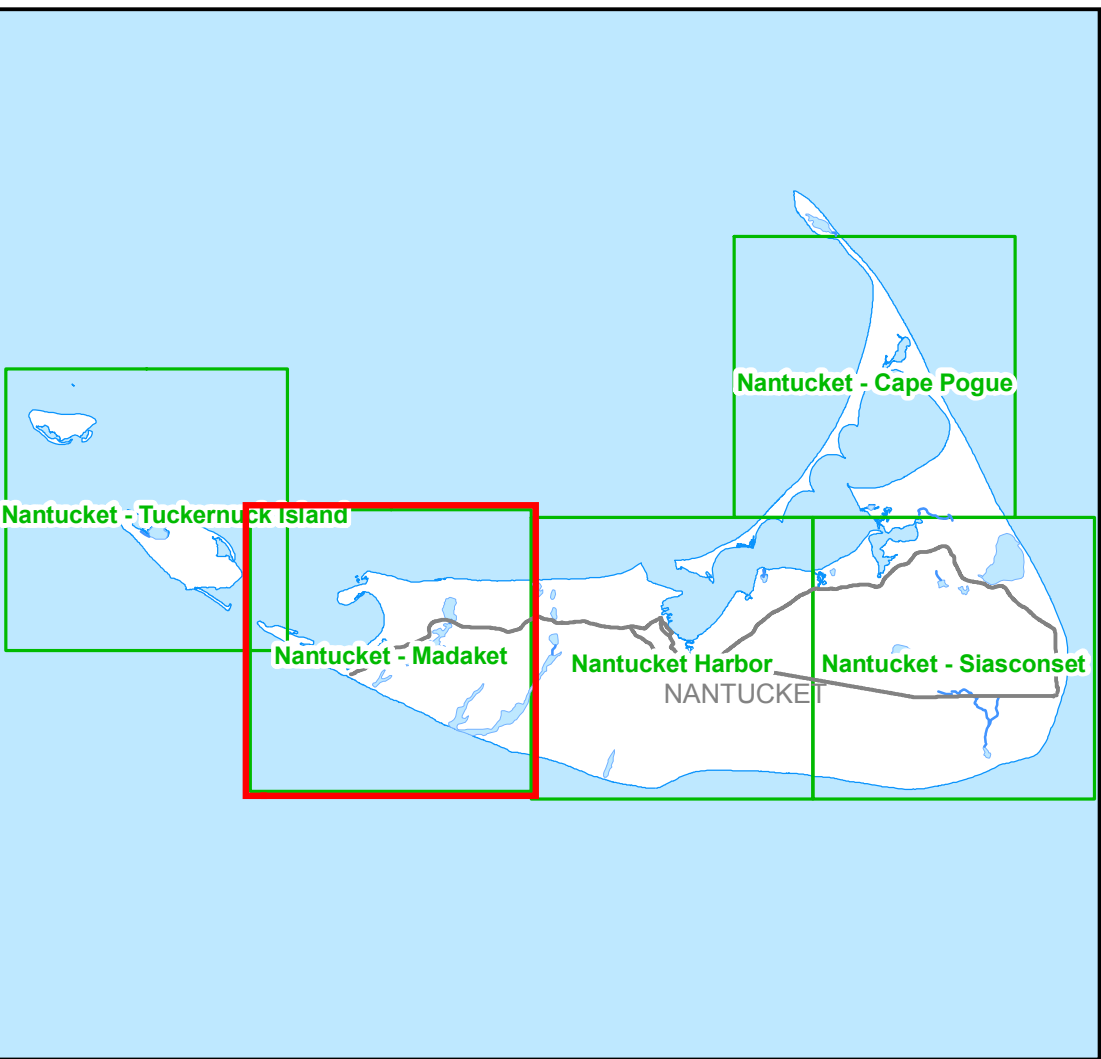 Nantucket - Cape Pogue
Nantucket - Tuckernuck Island
Nantucket - Madaket
Nantucket Harbor
Nantucket - Siasconset
NANTUCKET